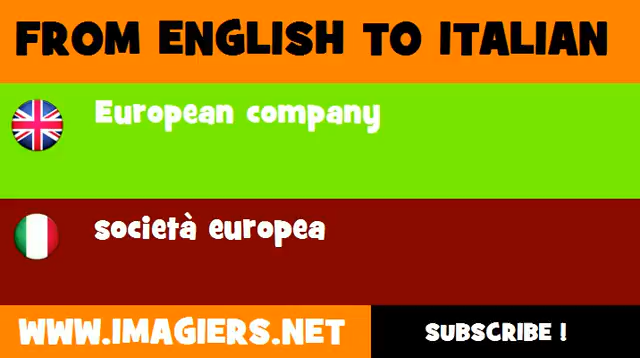 FROM ENGLISH TO ITALIAN
European company
società europea
WWW.IMAGIERS.NET
SUBSCRIBE !